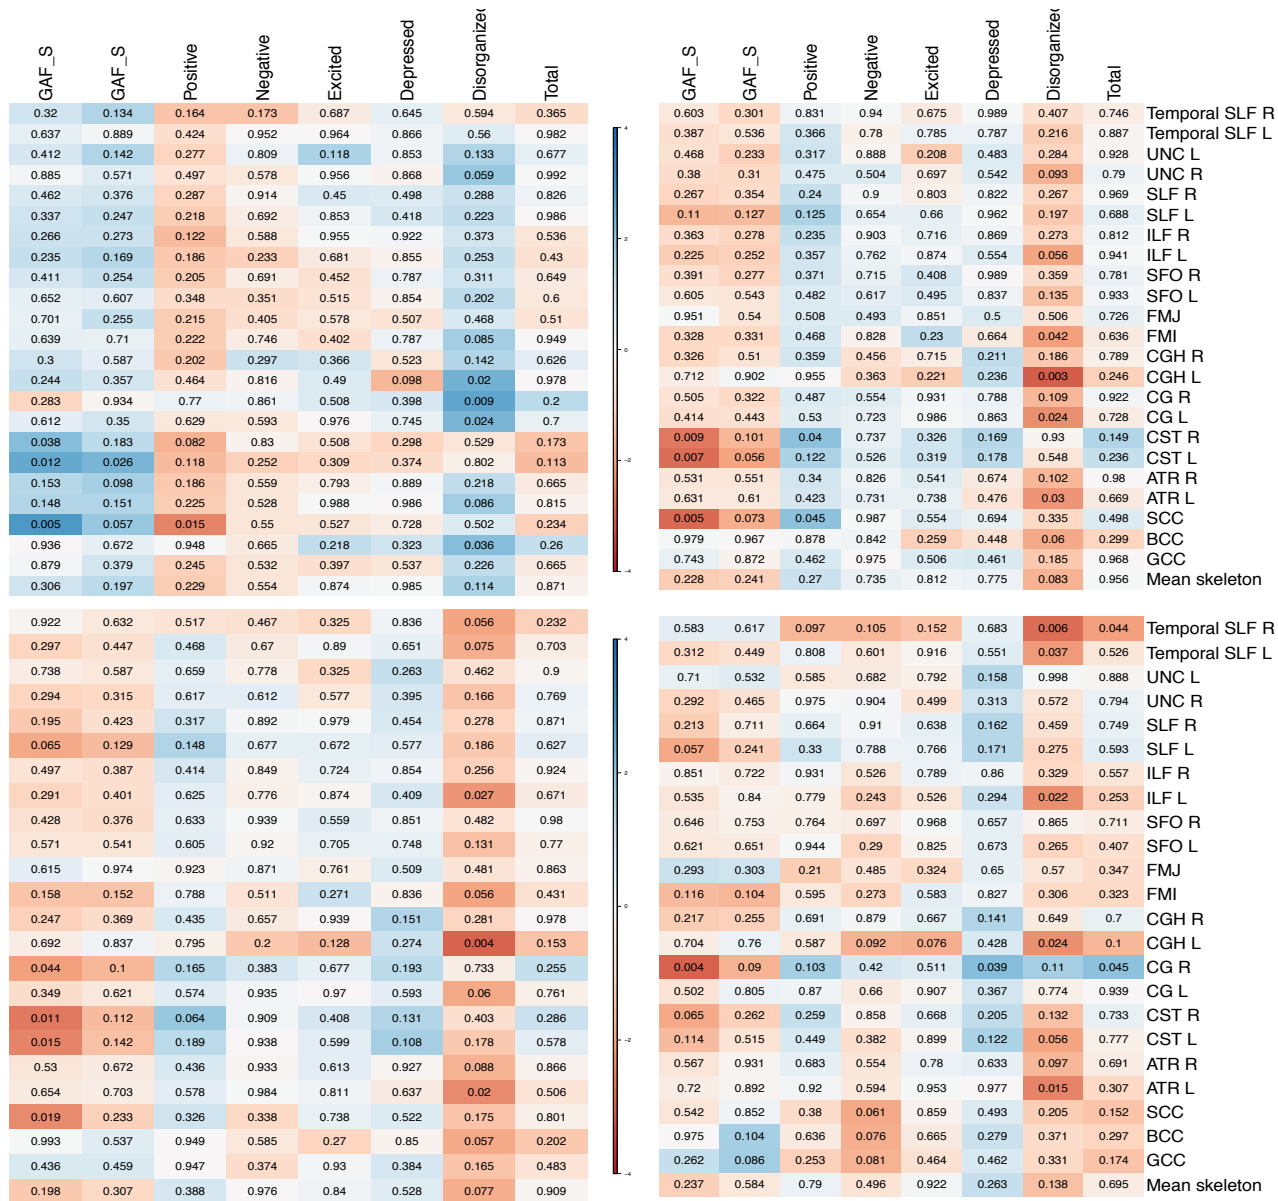 GAF_S GAF_S Positive Negative Excited Depressed Disorganized Total GAF_S GAF_S Positive Negative Excited Depressed Disorganized Total
0.32 0.134 0.164 0.173 0.687 0.645 0.594 0.365 0.603 0.301 0.831 0.94 0.675 0.989 0.407 0.746 Temporal SLF R
0.637 0.889 0.424 0.952 0.964 0.866 0.56 0.982 4 0.387 0.536 0.366 0.78 0.785 0.787 0.216 0.887 Temporal SLF L
0.412 0.142 0.277 0.809 0.118 0.853 0.133 0.677 0.468 0.233 0.317 0.888 0.208 0.483 0.284 0.928 UNC L
0.885 0.571 0.497 0.578 0.956 0.868 0.059 0.992 0.38 0.31 0.475 0.504 0.697 0.542 0.093 0.79 UNC R
0.462 0.376 0.287 0.914 0.45 0.498 0.288 0.826 0.267 0.354 0.24 0.9 0.803 0.822 0.267 0.969 SLF R
0.337 0.247 0.218 0.692 0.853 0.418 0.223 0.986 0.11 0.127 0.125 0.654 0.66 0.962 0.197 0.688 SLF L
0.266 0.273 0.122 0.588 0.955 0.922 0.373 0.536 2 0.363 0.278 0.235 0.903 0.716 0.869 0.273 0.812 ILF R
0.235 0.169 0.186 0.233 0.681 0.855 0.253 0.43 0.225 0.252 0.357 0.762 0.874 0.554 0.056 0.941 ILF L
0.411 0.254 0.205 0.691 0.452 0.787 0.311 0.649 0.391 0.277 0.371 0.715 0.408 0.989 0.359 0.781 SFO R
0.652 0.607 0.348 0.351 0.515 0.854 0.202 0.6 0.605 0.543 0.482 0.617 0.495 0.837 0.135 0.933 SFO L
0.701 0.255 0.215 0.405 0.578 0.507 0.468 0.51 0.951 0.54 0.508 0.493 0.851 0.5 0.506 0.726 FMJ
0.639 0.71 0.222 0.746 0.402 0.787 0.085 0.949 0 0.328 0.331 0.468 0.828 0.23 0.664 0.042 0.636 FMI
0.3 0.587 0.202 0.297 0.366 0.523 0.142 0.626 0.326 0.51 0.359 0.456 0.715 0.211 0.186 0.789 CGH R
0.244 0.357 0.464 0.816 0.49 0.098 0.02 0.978 0.712 0.902 0.955 0.363 0.221 0.236 0.003 0.246 CGH L
0.283 0.934 0.77 0.861 0.508 0.398 0.009 0.2 0.505 0.322 0.487 0.554 0.931 0.788 0.109 0.922 CG R
0.612 0.35 0.629 0.593 0.976 0.745 0.024 0.7 0.414 0.443 0.53 0.723 0.986 0.863 0.024 0.728 CG L
0.038 0.183 0.082 0.83 0.508 0.298 0.529 0.173 0.009 0.101 0.04 0.737 0.326 0.169 0.93 0.149 CST R
0.012 0.026 0.118 0.252 0.309 0.374 0.802 0.113 −2 0.007 0.056 0.122 0.526 0.319 0.178 0.548 0.236 CST L
0.153 0.098 0.186 0.559 0.793 0.889 0.218 0.665 0.531 0.551 0.34 0.826 0.541 0.674 0.102 0.98 ATR R
0.148 0.151 0.225 0.528 0.988 0.986 0.086 0.815 0.631 0.61 0.423 0.731 0.738 0.476 0.03 0.669 ATR L
0.005 0.057 0.015 0.55 0.527 0.728 0.502 0.234 0.005 0.073 0.045 0.987 0.554 0.694 0.335 0.498 SCC
0.936 0.672 0.948 0.665 0.218 0.323 0.036 0.26 0.979 0.967 0.878 0.842 0.259 0.448 0.06 0.299 BCC
0.879 0.379 0.245 0.532 0.397 0.537 0.226 0.665 −4 0.743 0.872 0.462 0.975 0.506 0.461 0.185 0.968 GCC
0.306 0.197 0.229 0.554 0.874 0.985 0.114 0.871 0.228 0.241 0.27 0.735 0.812 0.775 0.083 0.956 Mean skeleton
0.922 0.632 0.517 0.467 0.325 0.836 0.056 0.232 4 0.583 0.617 0.097 0.105 0.152 0.683 0.006 0.044 Temporal SLF R
0.297 0.447 0.468 0.67 0.89 0.651 0.075 0.703 0.312 0.449 0.808 0.601 0.916 0.551 0.037 0.526 Temporal SLF L
0.738 0.587 0.659 0.778 0.325 0.263 0.462 0.9 0.71 0.532 0.585 0.682 0.792 0.158 0.998 0.888 UNC L
0.294 0.315 0.617 0.612 0.577 0.395 0.166 0.769 0.292 0.465 0.975 0.904 0.499 0.313 0.572 0.794 UNC R
0.195 0.423 0.317 0.892 0.979 0.454 0.278 0.871 0.213 0.711 0.664 0.91 0.638 0.162 0.459 0.749 SLF R
0.065 0.129 0.148 0.677 0.672 0.577 0.186 0.627 0.057 0.241 0.33 0.788 0.766 0.171 0.275 0.593 SLF L
0.497 0.387 0.414 0.849 0.724 0.854 0.256 0.924 2 0.851 0.722 0.931 0.526 0.789 0.86 0.329 0.557 ILF R
0.291 0.401 0.625 0.776 0.874 0.409 0.027 0.671 0.535 0.84 0.779 0.243 0.526 0.294 0.022 0.253 ILF L
0.428 0.376 0.633 0.939 0.559 0.851 0.482 0.98 0.646 0.753 0.764 0.697 0.968 0.657 0.865 0.711 SFO R
0.571 0.541 0.605 0.92 0.705 0.748 0.131 0.77 0.621 0.651 0.944 0.29 0.825 0.673 0.265 0.407 SFO L
0.615 0.974 0.923 0.871 0.761 0.509 0.481 0.863 0.293 0.303 0.21 0.485 0.324 0.65 0.57 0.347 FMJ
0.158 0.152 0.788 0.511 0.271 0.836 0.056 0.431 0.116 0.104 0.595 0.273 0.583 0.827 0.306 0.323 FMI
0.247 0.369 0.435 0.657 0.939 0.151 0.281 0.978 0 0.217 0.255 0.691 0.879 0.667 0.141 0.649 0.7 CGH R
0.692 0.837 0.795 0.2 0.128 0.274 0.004 0.153 0.704 0.76 0.587 0.092 0.076 0.428 0.024 0.1 CGH L
0.044 0.1 0.165 0.383 0.677 0.193 0.733 0.255 0.004 0.09 0.103 0.42 0.511 0.039 0.11 0.045 CG R
0.349 0.621 0.574 0.935 0.97 0.593 0.06 0.761 0.502 0.805 0.87 0.66 0.907 0.367 0.774 0.939 CG L
0.011 0.112 0.064 0.909 0.408 0.131 0.403 0.286 0.065 0.262 0.259 0.858 0.668 0.205 0.132 0.733 CST R
0.015 0.142 0.189 0.938 0.599 0.108 0.178 0.578 −2 0.114 0.515 0.449 0.382 0.899 0.122 0.056 0.777 CST L
0.53 0.672 0.436 0.933 0.613 0.927 0.088 0.866 0.567 0.931 0.683 0.554 0.78 0.633 0.097 0.691 ATR R
0.654 0.703 0.578 0.984 0.811 0.637 0.02 0.506 0.72 0.892 0.92 0.594 0.953 0.977 0.015 0.307 ATR L
0.019 0.233 0.326 0.338 0.738 0.522 0.175 0.801 0.542 0.852 0.38 0.061 0.859 0.493 0.205 0.152 SCC
0.993 0.537 0.949 0.585 0.27 0.85 0.057 0.202 0.975 0.104 0.636 0.076 0.665 0.279 0.371 0.297 BCC
0.436 0.459 0.947 0.374 0.93 0.384 0.165 0.483 0.262 0.086 0.253 0.081 0.464 0.462 0.331 0.174 GCC
0.198 0.307 0.388 0.976 0.84 0.528 0.077 0.909 −4 0.237 0.584 0.79 0.496 0.922 0.263 0.138 0.695 Mean skeleton